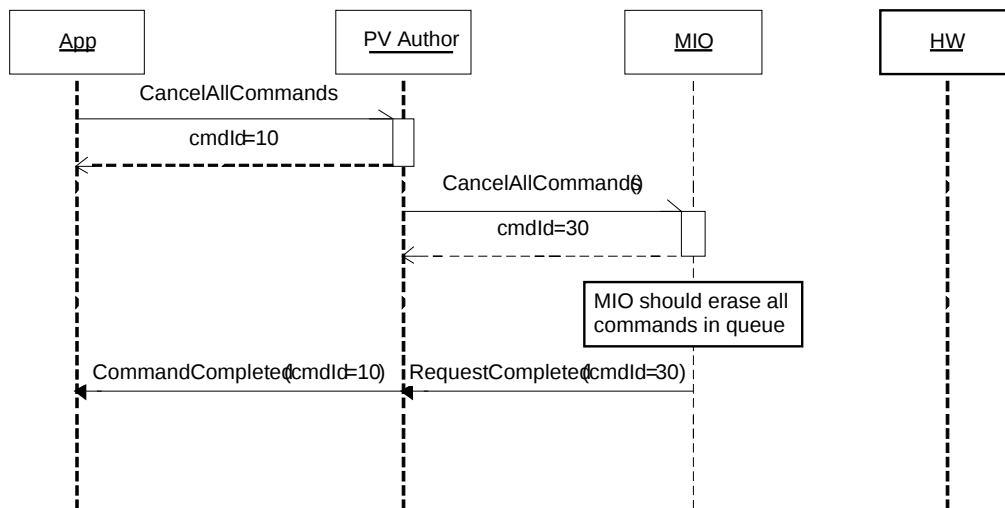 App
PV Author
MIO
HW
CancelAllCommands
cmdId=10
CancelAllCommands()
cmdId=30
MIO should erase all
commands in queue
CommandCompleted(cmdId=10)
RequestCompleted(cmdId=30)